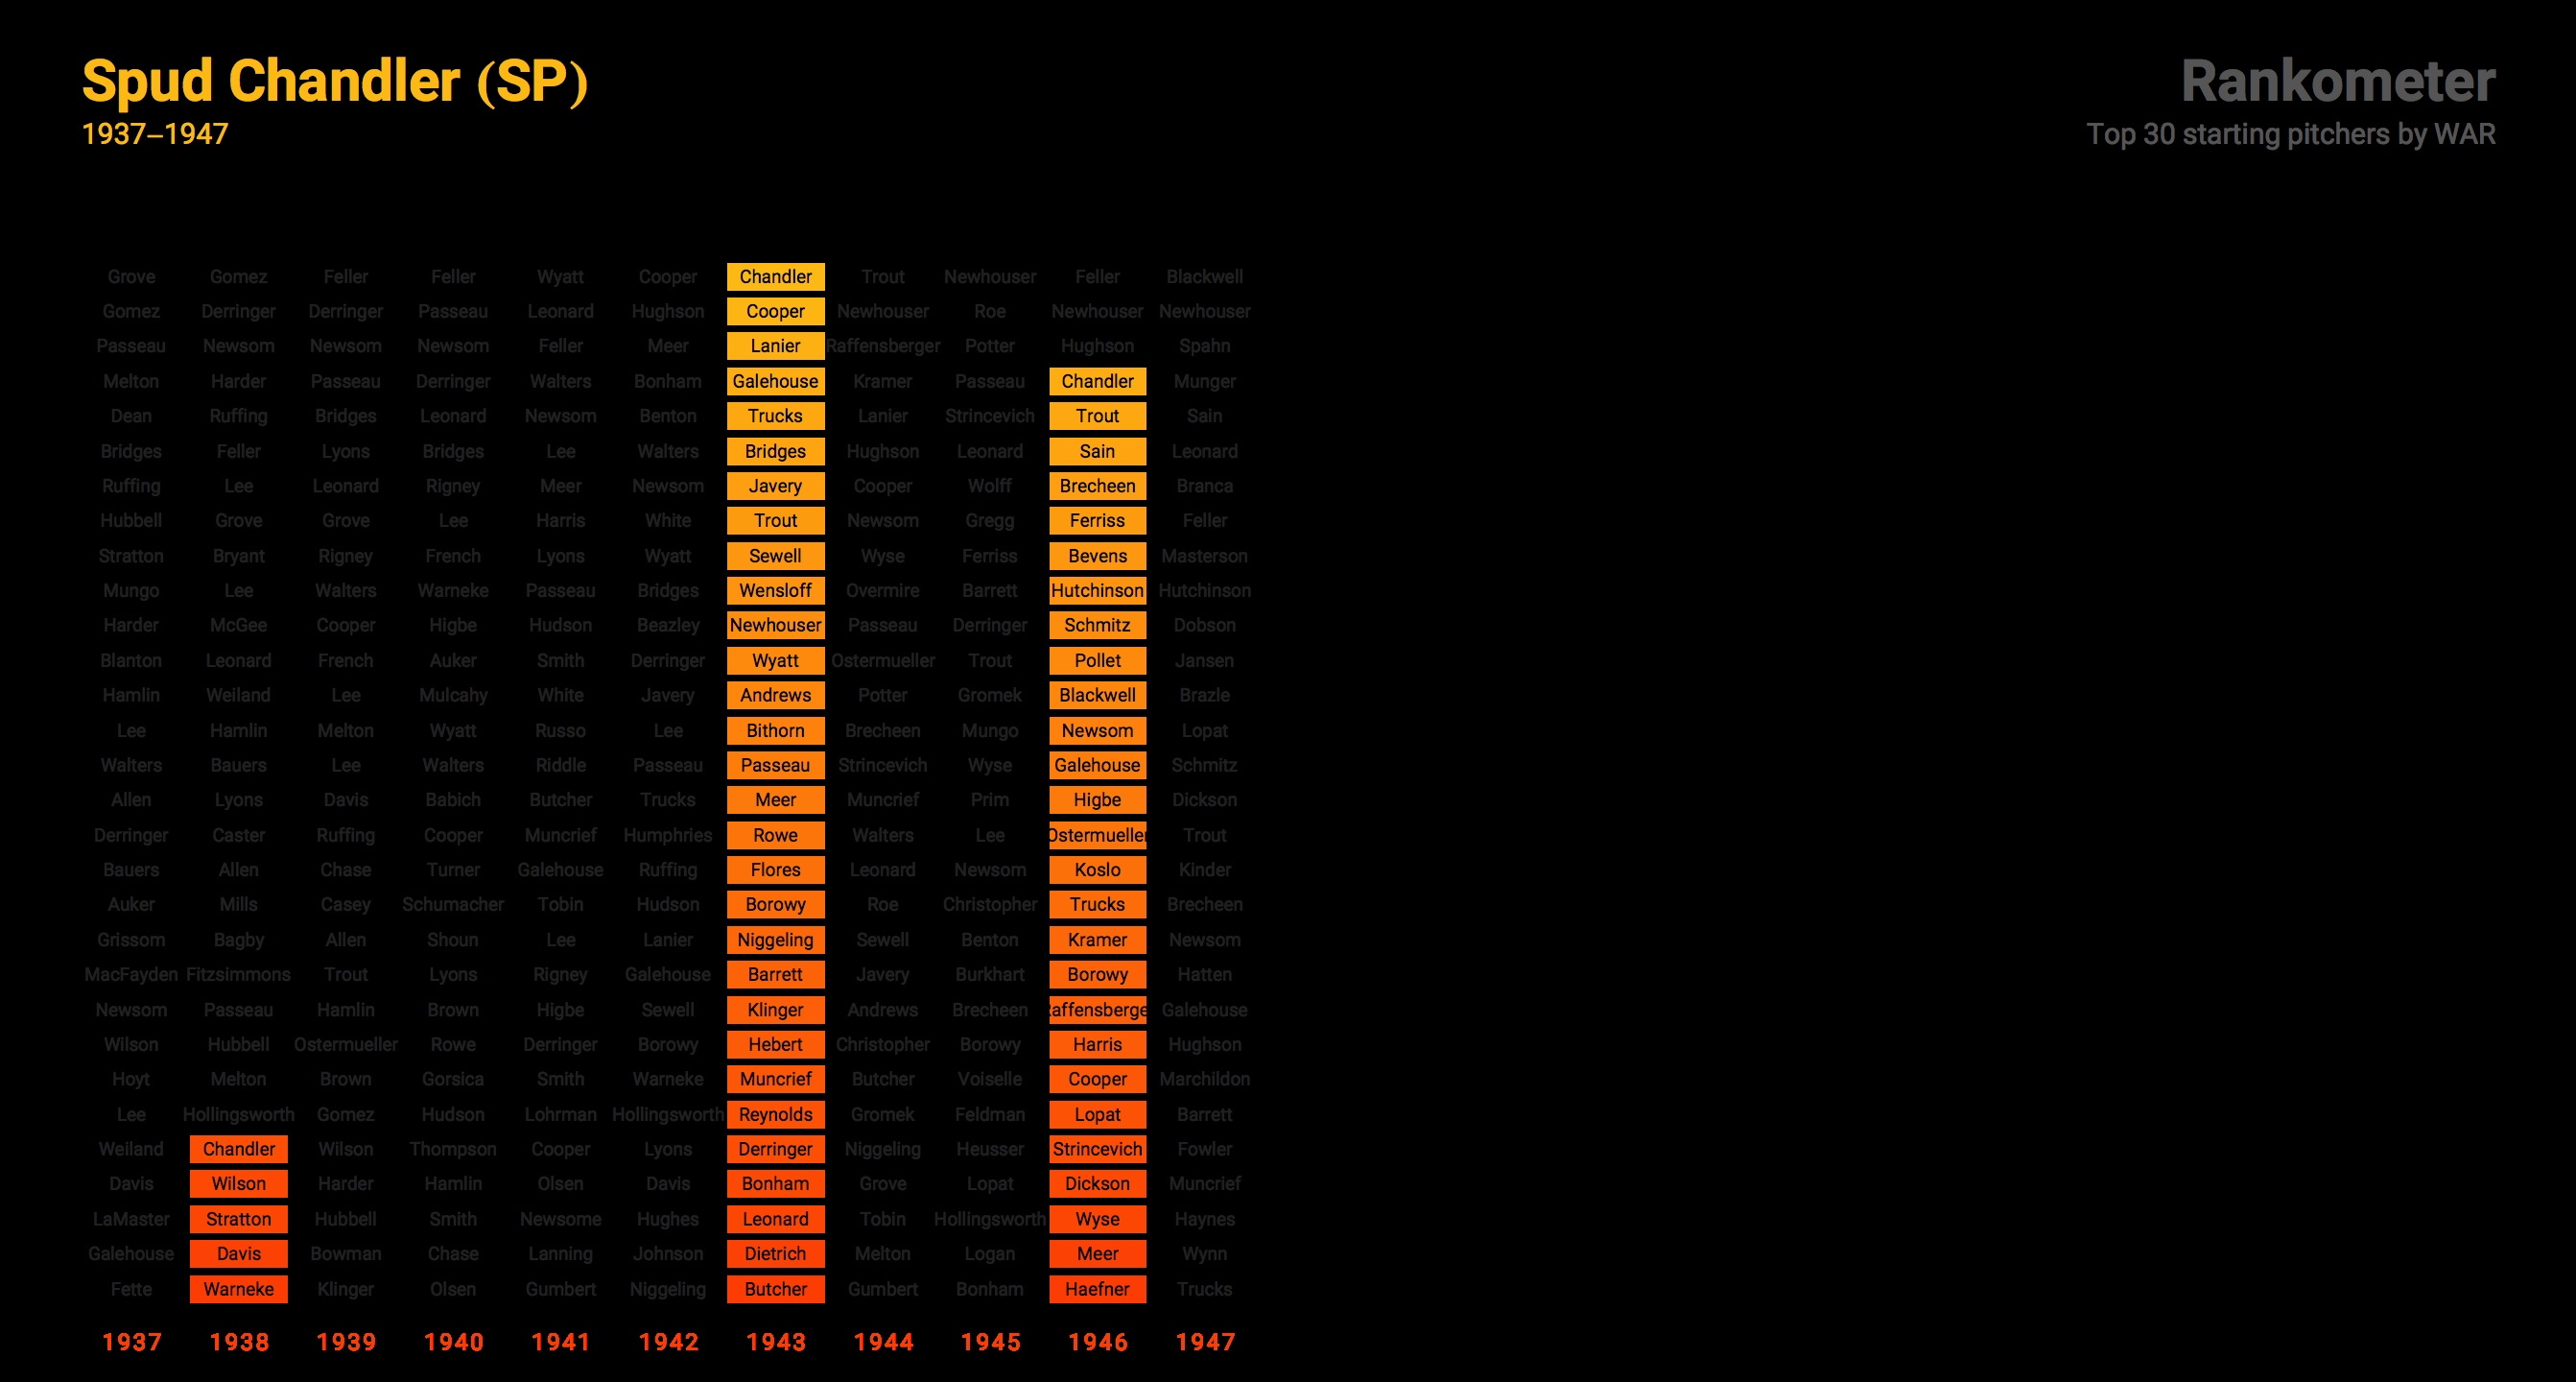 Spud Chandler (SP)
1937–1947
Rankometer
Top 30 starting pitchers by WAR
Grove Gomez Feller Feller Wyatt Cooper Chandler Trout Newhouser Feller Blackwell
Gomez Derringer Derringer Passeau Leonard Hughson Cooper Newhouser Roe Newhouser Newhouser
Passeau Newsom Newsom Newsom Feller Meer Lanier Raffensberger Potter Hughson Spahn
Melton Harder Passeau Derringer Walters Bonham Galehouse Kramer Passeau Chandler Munger
Dean Ruffing Bridges Leonard Newsom Benton Trucks Lanier Strincevich Trout Sain
Bridges Feller Lyons Bridges Lee Walters Bridges Hughson Leonard Sain Leonard
Ruffing Lee Leonard Rigney Meer Newsom Javery Cooper Wolff Brecheen Branca
Hubbell Grove Grove Lee Harris White Trout Newsom Gregg Ferriss Feller
Stratton Bryant Rigney French Lyons Wyatt Sewell Wyse Ferriss Bevens Masterson
Mungo Lee Walters Warneke Passeau Bridges Wensloff Overmire Barrett Hutchinson Hutchinson
Harder McGee Cooper Higbe Hudson Beazley Newhouser Passeau Derringer Schmitz Dobson
Blanton Leonard French Auker Smith Derringer Wyatt Ostermueller Trout Pollet Jansen
Hamlin Weiland Lee Mulcahy White Javery Andrews Potter Gromek Blackwell Brazle
Lee Hamlin Melton Wyatt Russo Lee Bithorn Brecheen Mungo Newsom Lopat
Walters Bauers Lee Walters Riddle Passeau Passeau Strincevich Wyse Galehouse Schmitz
Allen Lyons Davis Babich Butcher Trucks Meer Muncrief Prim Higbe Dickson
Derringer Caster Ruffing Cooper Muncrief Humphries Rowe Walters Lee Ostermueller Trout
Bauers Allen Chase Turner Galehouse Ruffing Flores Leonard Newsom Koslo Kinder
Auker Mills Casey Schumacher Tobin Hudson Borowy Roe Christopher Trucks Brecheen
Grissom Bagby Allen Shoun Lee Lanier Niggeling Sewell Benton Kramer Newsom
MacFayden Fitzsimmons Trout Lyons Rigney Galehouse Barrett Javery Burkhart Borowy Hatten
Newsom Passeau Hamlin Brown Higbe Sewell Klinger Andrews Brecheen affensberge Galehouse
Wilson Hubbell Ostermueller Rowe Derringer Borowy Hebert Christopher Borowy Harris Hughson
Hoyt Melton Brown Gorsica Smith Warneke Muncrief Butcher Voiselle Cooper Marchildon
Lee Hollingsworth Gomez Hudson Lohrman Hollingsworth Reynolds Gromek Feldman Lopat Barrett
Weiland Chandler Wilson Thompson Cooper Lyons Derringer Niggeling Heusser Strincevich Fowler
Davis Wilson Harder Hamlin Olsen Davis Bonham Grove Lopat Dickson Muncrief
LaMaster Stratton Hubbell Smith Newsome Hughes Leonard Tobin Hollingsworth Wyse Haynes
Galehouse Davis Bowman Chase Lanning Johnson Dietrich Melton Logan Meer Wynn
Fette Warneke Klinger Olsen Gumbert Niggeling Butcher Gumbert Bonham Haefner Trucks
1937 1938 1939 1940 1941 1942 1943 1944 1945 1946 1947